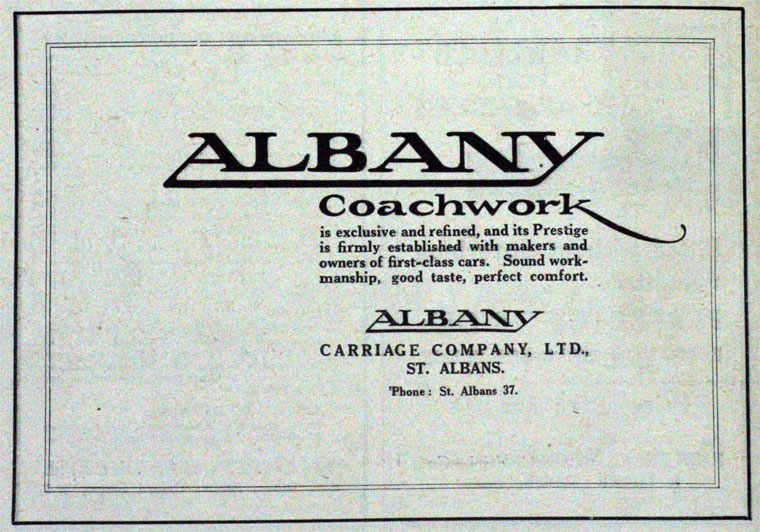 ALBANY
Coachwork
is exclusive and refined, and its Prestige
is firmly established with makers and
owners of first-class cars. Sound work-
manship, good taste, perfect comfort.
ALBANY
CARRIAGE COMPANY, LTD.,
ST. ALBANS.
'Phone: St. Albans 37.